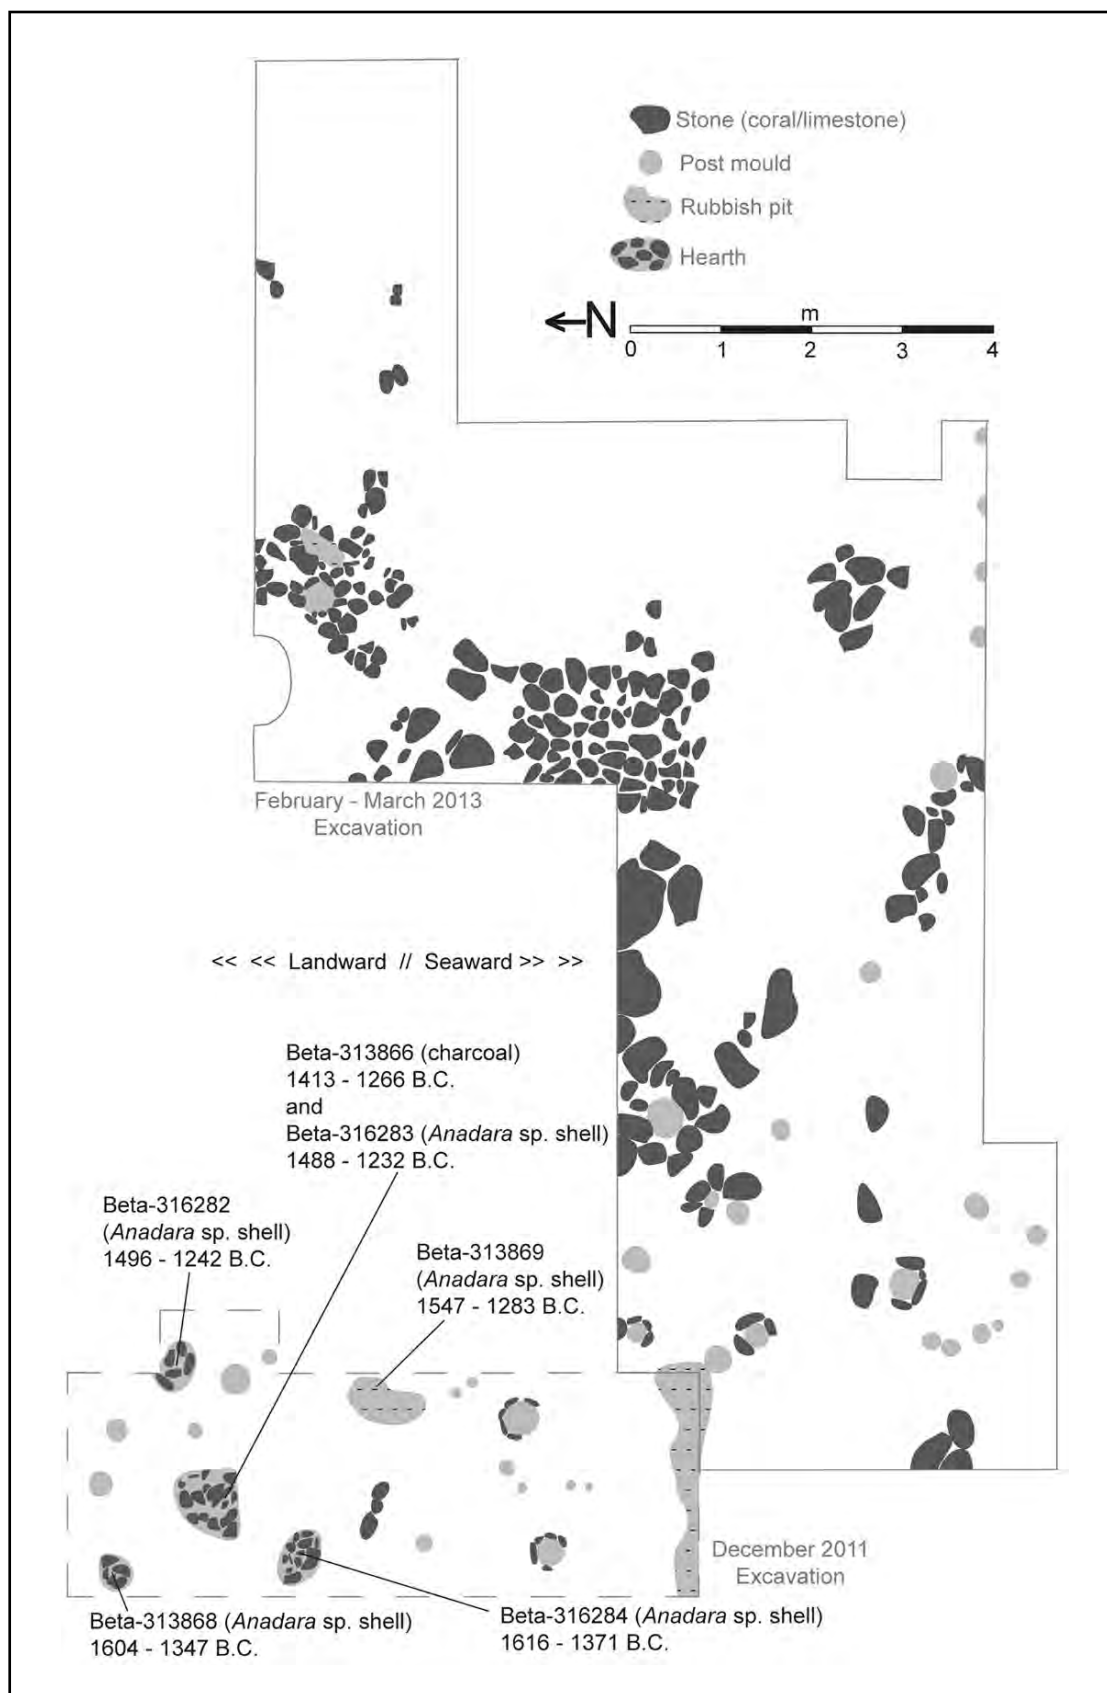 Stone (coral/limestone)
Post mould
Rubbish pit
Hearth
N
m
0 1 2 3 4
February - March 2013
Excavation
<< << Landward // Seaward >> >>
Beta-313866 (charcoal)
1413 - 1266 B.C.
and
Beta-316283 (Anadara sp. shell)
1488 - 1232 B.C.
Beta-316282
(Anadara sp. shell)
1496 - 1242 B.C.
Beta-313869
(Anadara sp. shell)
1547 - 1283 B.C.
December 2011
Excavation
Beta-313868 (Anadara sp. shell)
1604 - 1347 B.C.
Beta-316284 (Anadara sp. shell)
1616 - 1371 B.C.